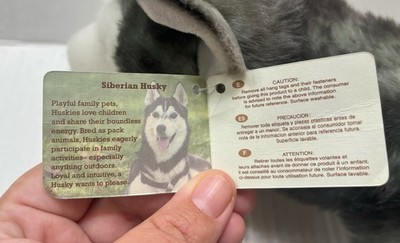 Siberian Husky
Playful family pets,
Huskies love children
and share their boundless
energy. Bred as pack
animals, Huskies eagerly
participate in family
activities- especially
anything outdoors.
Loyal and intuitive, a
Husky wants to please
E
CAUTION:
Remove all hang tags and their fasteners
before giving this product to a child. The consumer
is advised to note the above information
for future reference. Surface washable.
ES
PRECAUCION:
Remover toda etiqueta y piezas plasticas antes de
entregar a un menor. Se aconseja al consumidor tomar
nota de la informacion anterior para referencia futura.
Superficie lavable.
F
ATTENTION:
Retirer toutes les étiquettes volantes et
leurs attaches avant de donner ce produit à un enfant.
Il est conseillé au consommateur de noter l'information
ci-dessus pour toute utilisation future. Surface lavable.